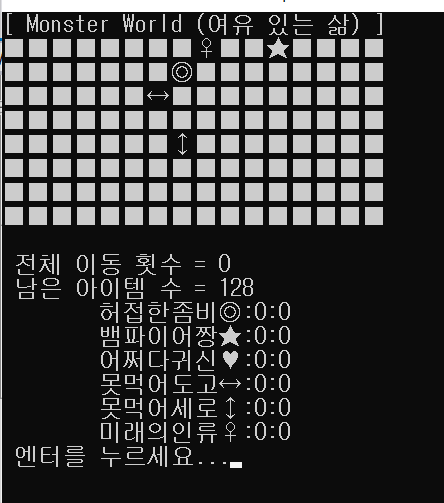 [ Monster World (여유 있는 삶) ]
전체 이동 횟수 = 0
남은 아이템 수 = 128
허접한좀비◎:0:0
뱀파이어짱★:0:0
어쩌다귀신♥:0:0
못먹어도고↔:0:0
못먹어세로↕:0:0
미래의인류♀:0:0
엔터를 누르세요...